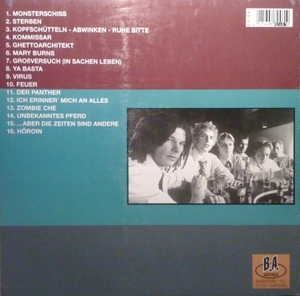 1. MONSTERSCHISS
2. STERBEN
3. KOPFSCHÜTTELN - ABWINKEN - RUHE BITTE
4. KOMMISSAR
5. GHETTOARCHITEKT
6. MARY BURNS
7. GROßVERSUCH (IN SACHEN LEBEN)
8. YA BASTA
9. VIRUS
10. FEUER
11. DER PANTHER
12. ICH ERINNER´ MICH AN ALLES
13. ZOMBIE CHE
14. UNBEKANNTES PFERD
15. ...ABER DIE ZEITEN SIND ANDERE
16. HÖROIN
B.A.